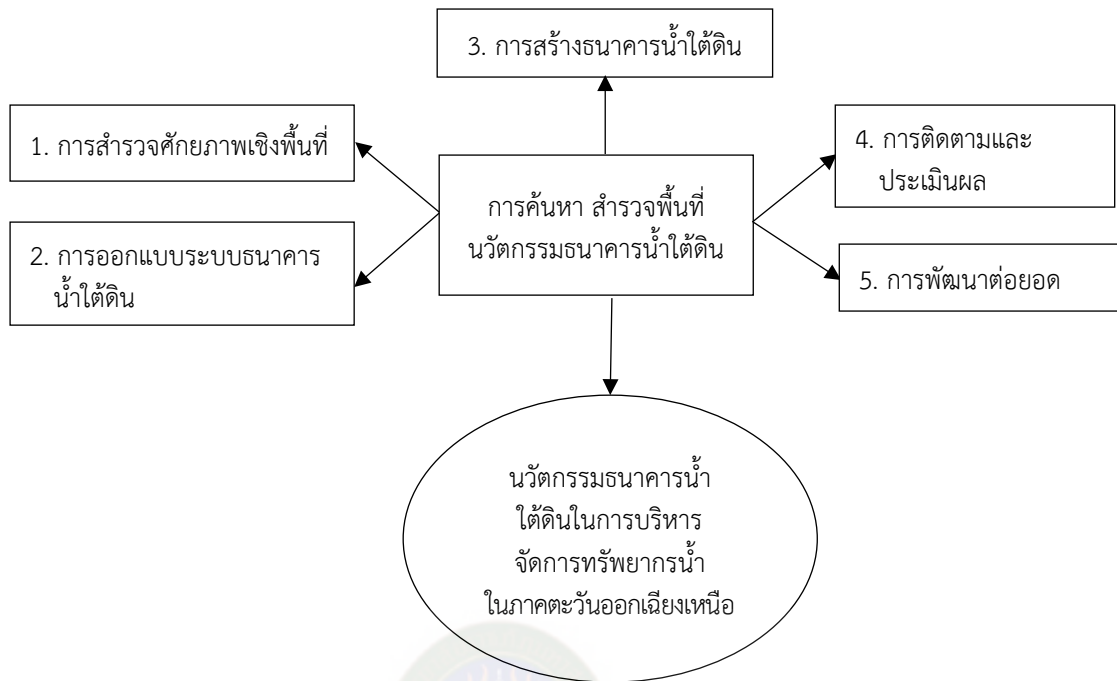 3. การสร้างธนาคารน้ำใต้ดิน
1. การสำรวจศักยภาพเชิงพื้นที่
4. การติดตามและ
ประเมินผล
การค้นหา สำรวจพื้นที่
นวัตกรรมธนาคารน้ำใต้ดิน
2. การออกแบบระบบธนาคาร
น้ำใต้ดิน
5. การพัฒนาต่อยอด
นวัตกรรมธนาคารน้ำ
ใต้ดินในการบริหาร
จัดการทรัพยากรน้ำ
ในภาคตะวันออกเฉียงเหนือ